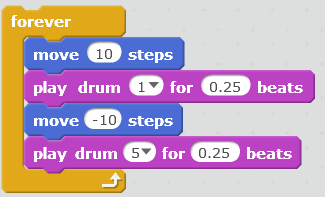 forever
move 10 steps
play drum 1 for 0.25 beats
move -10 steps
play drum 5 for 0.25 beats